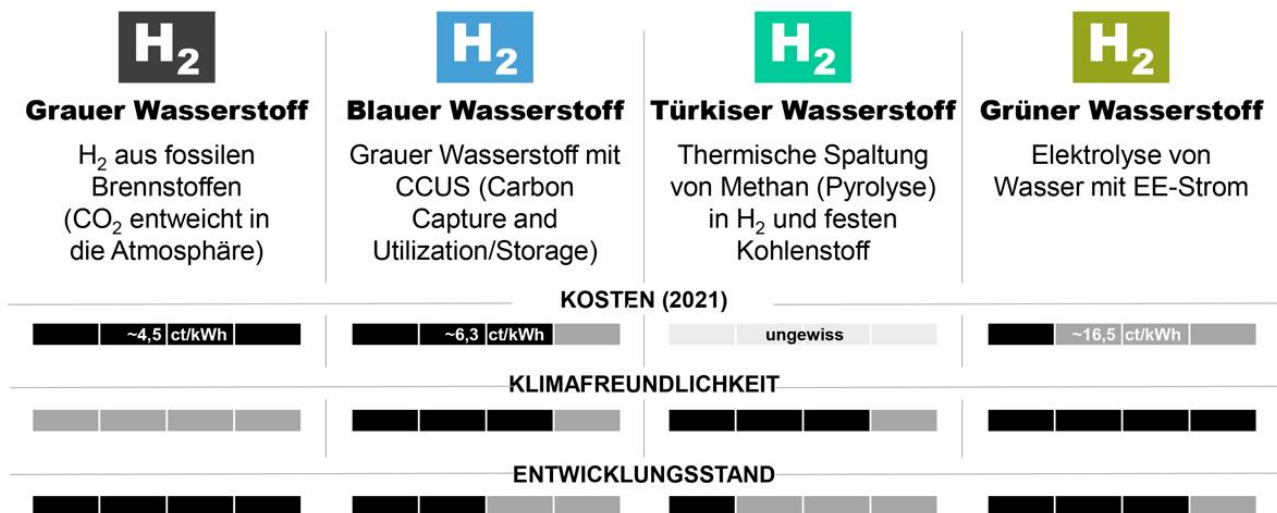 H₂
H₂
H₂
H₂
Grauer Wasserstoff
Blauer Wasserstoff
Türkiser Wasserstoff
Grüner Wasserstoff
H₂ aus fossilen
Brennstoffen
(CO₂ entweicht in
die Atmosphäre)
Grauer Wasserstoff mit
CCUS (Carbon
Capture and
Utilization/Storage)
Thermische Spaltung
von Methan (Pyrolyse)
in H₂ und festen
Kohlenstoff
Elektrolyse von
Wasser mit EE-Strom
KOSTEN (2021)
~4,5 ct/kWh
~6,3 ct/kWh
ungewiss
~16,5 ct/kWh
KLIMAFREUNDLICHKEIT
ENTWICKLUNGSSTAND